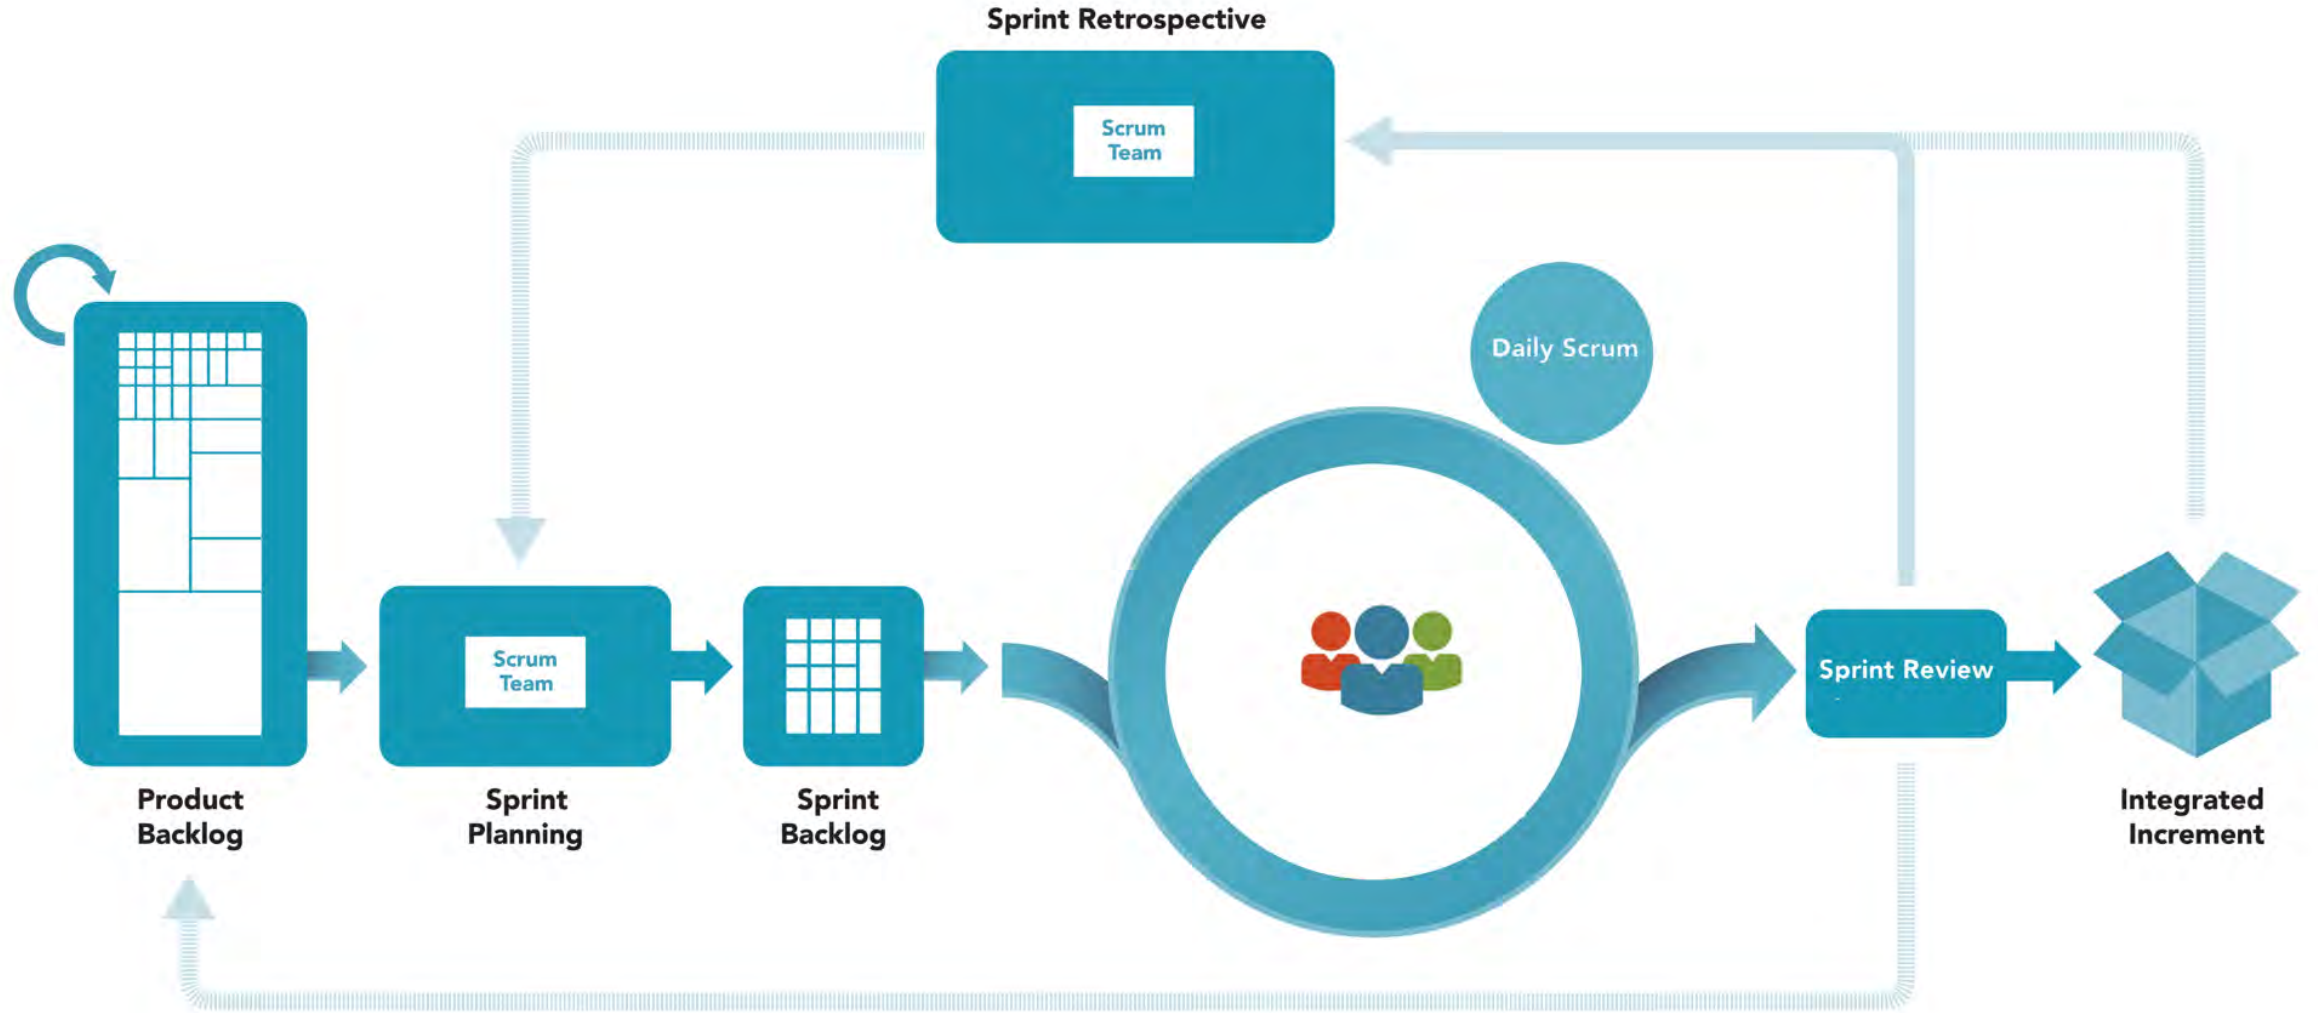 Sprint Retrospective
Scrum
Team
Daily Scrum
Scrum
Team
Sprint Review
Product
Backlog
Sprint
Planning
Sprint
Backlog
Integrated
Increment